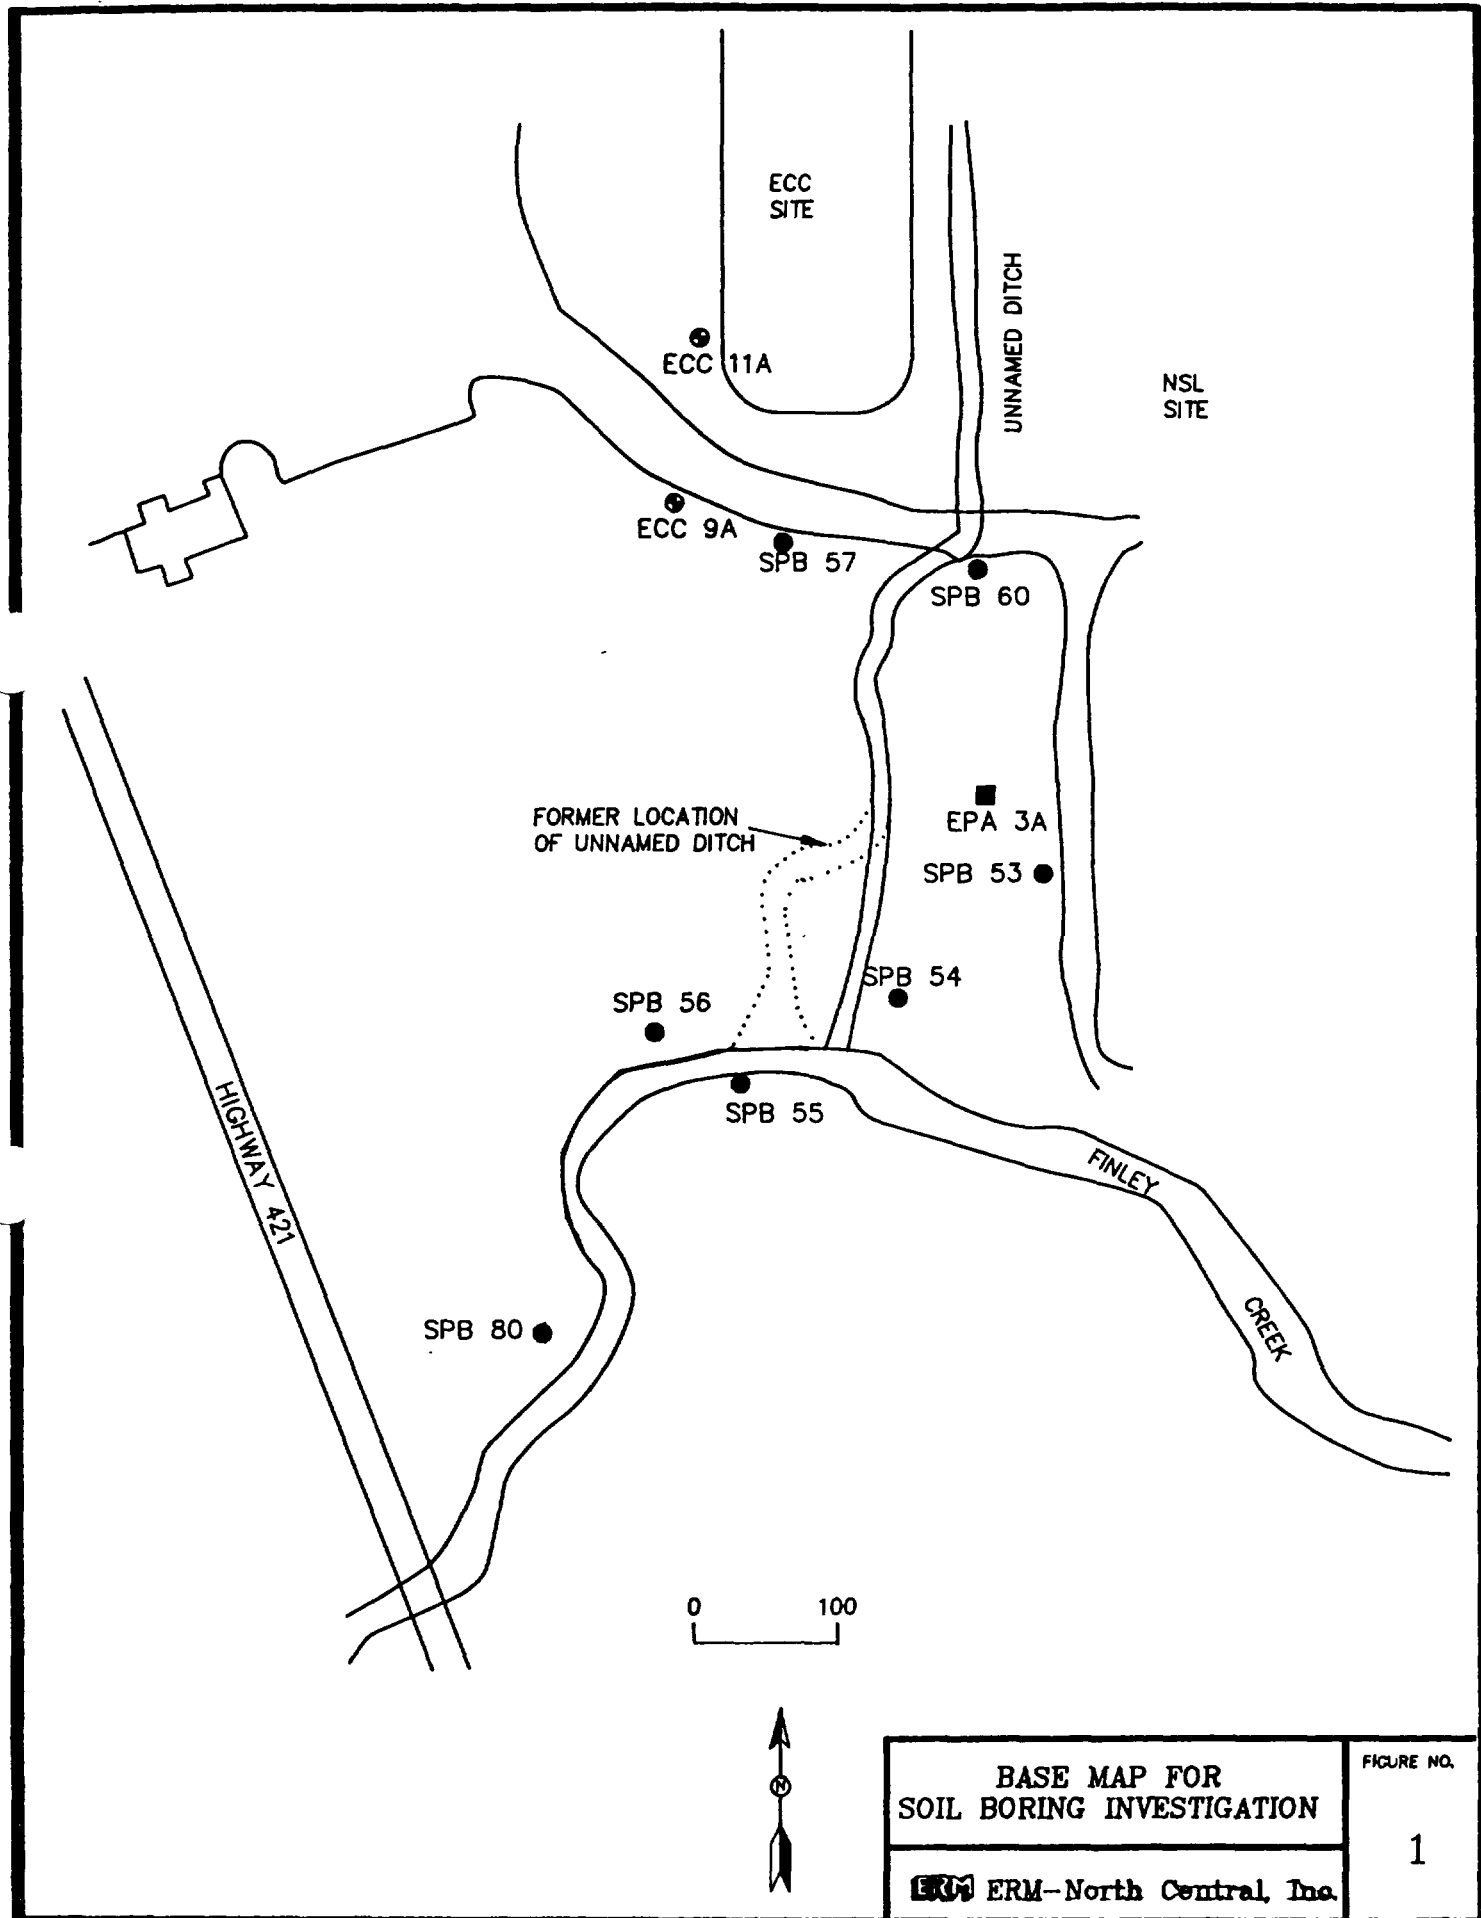 ECC
SITE
UNNAMED DITCH
ECC 11A
NSL
SITE
ECC 9A
SPB 57
SPB 60
FORMER LOCATION
OF UNNAMED DITCH
EPA 3A
SPB 53
SPB 54
SPB 56
SPB 55
HIGHWAY 421
FINLEY
CREEK
SPB 80
0 100
N
BASE MAP FOR
SOIL BORING INVESTIGATION
FIGURE NO.
1
ERM ERM-North Central, Inc.